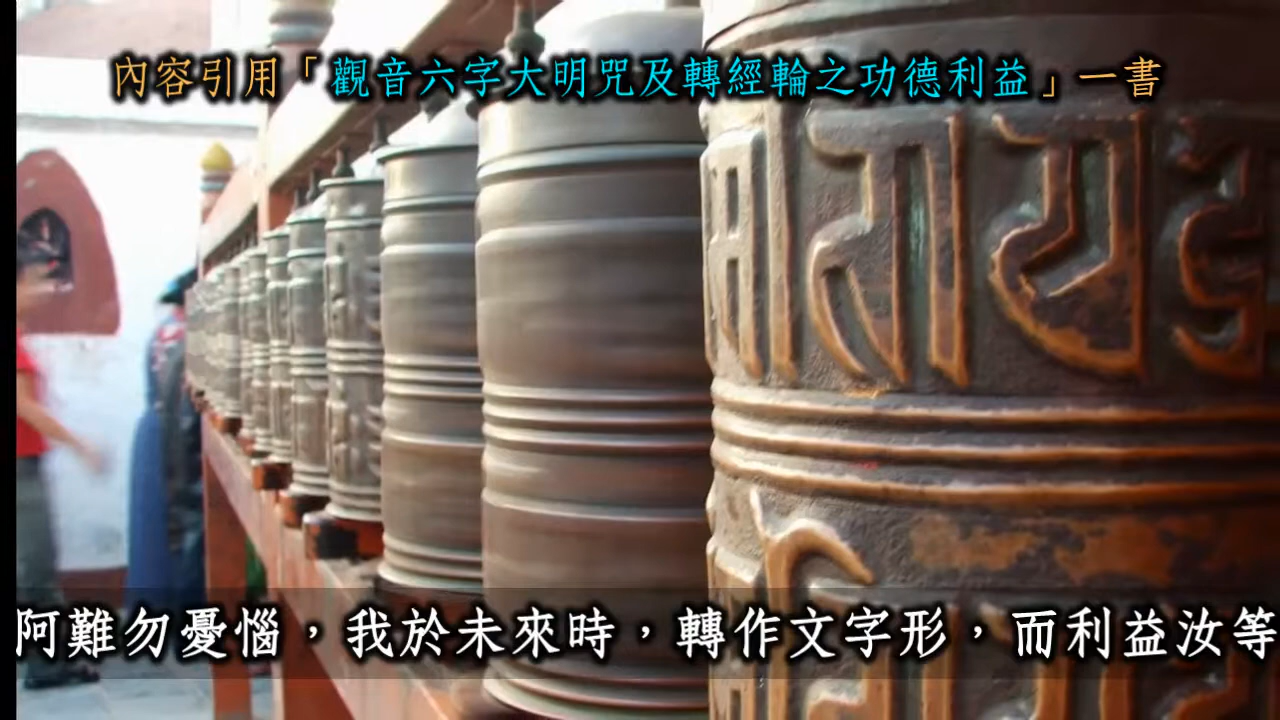 內容引用「觀音六字大明咒及轉經輪之功德利益」一書
阿難勿憂惱，我於未來時，轉作文字形，而利益汝等